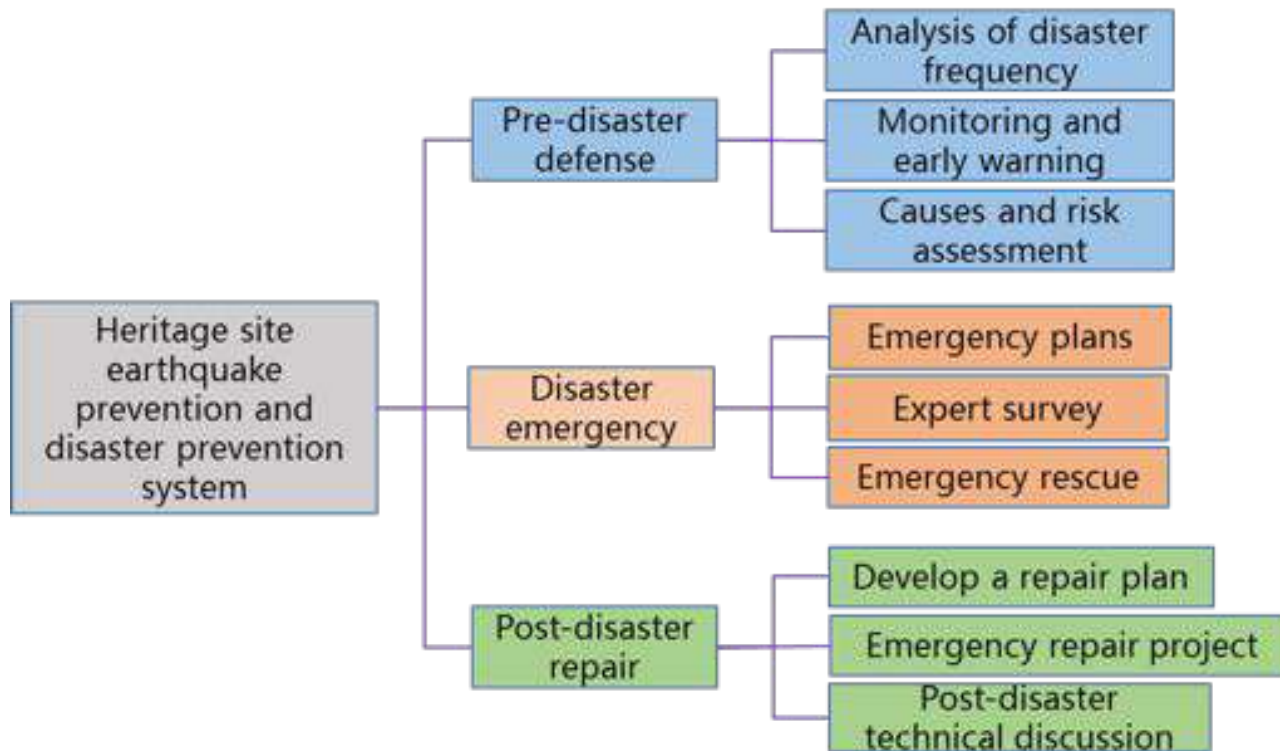 Heritage site
earthquake
prevention and
disaster prevention
system
Pre-disaster
defense
Analysis of disaster
frequency
Monitoring and
early warning
Causes and risk
assessment
Disaster
emergency
Emergency plans
Expert survey
Emergency rescue
Post-disaster
repair
Develop a repair plan
Emergency repair project
Post-disaster
technical discussion